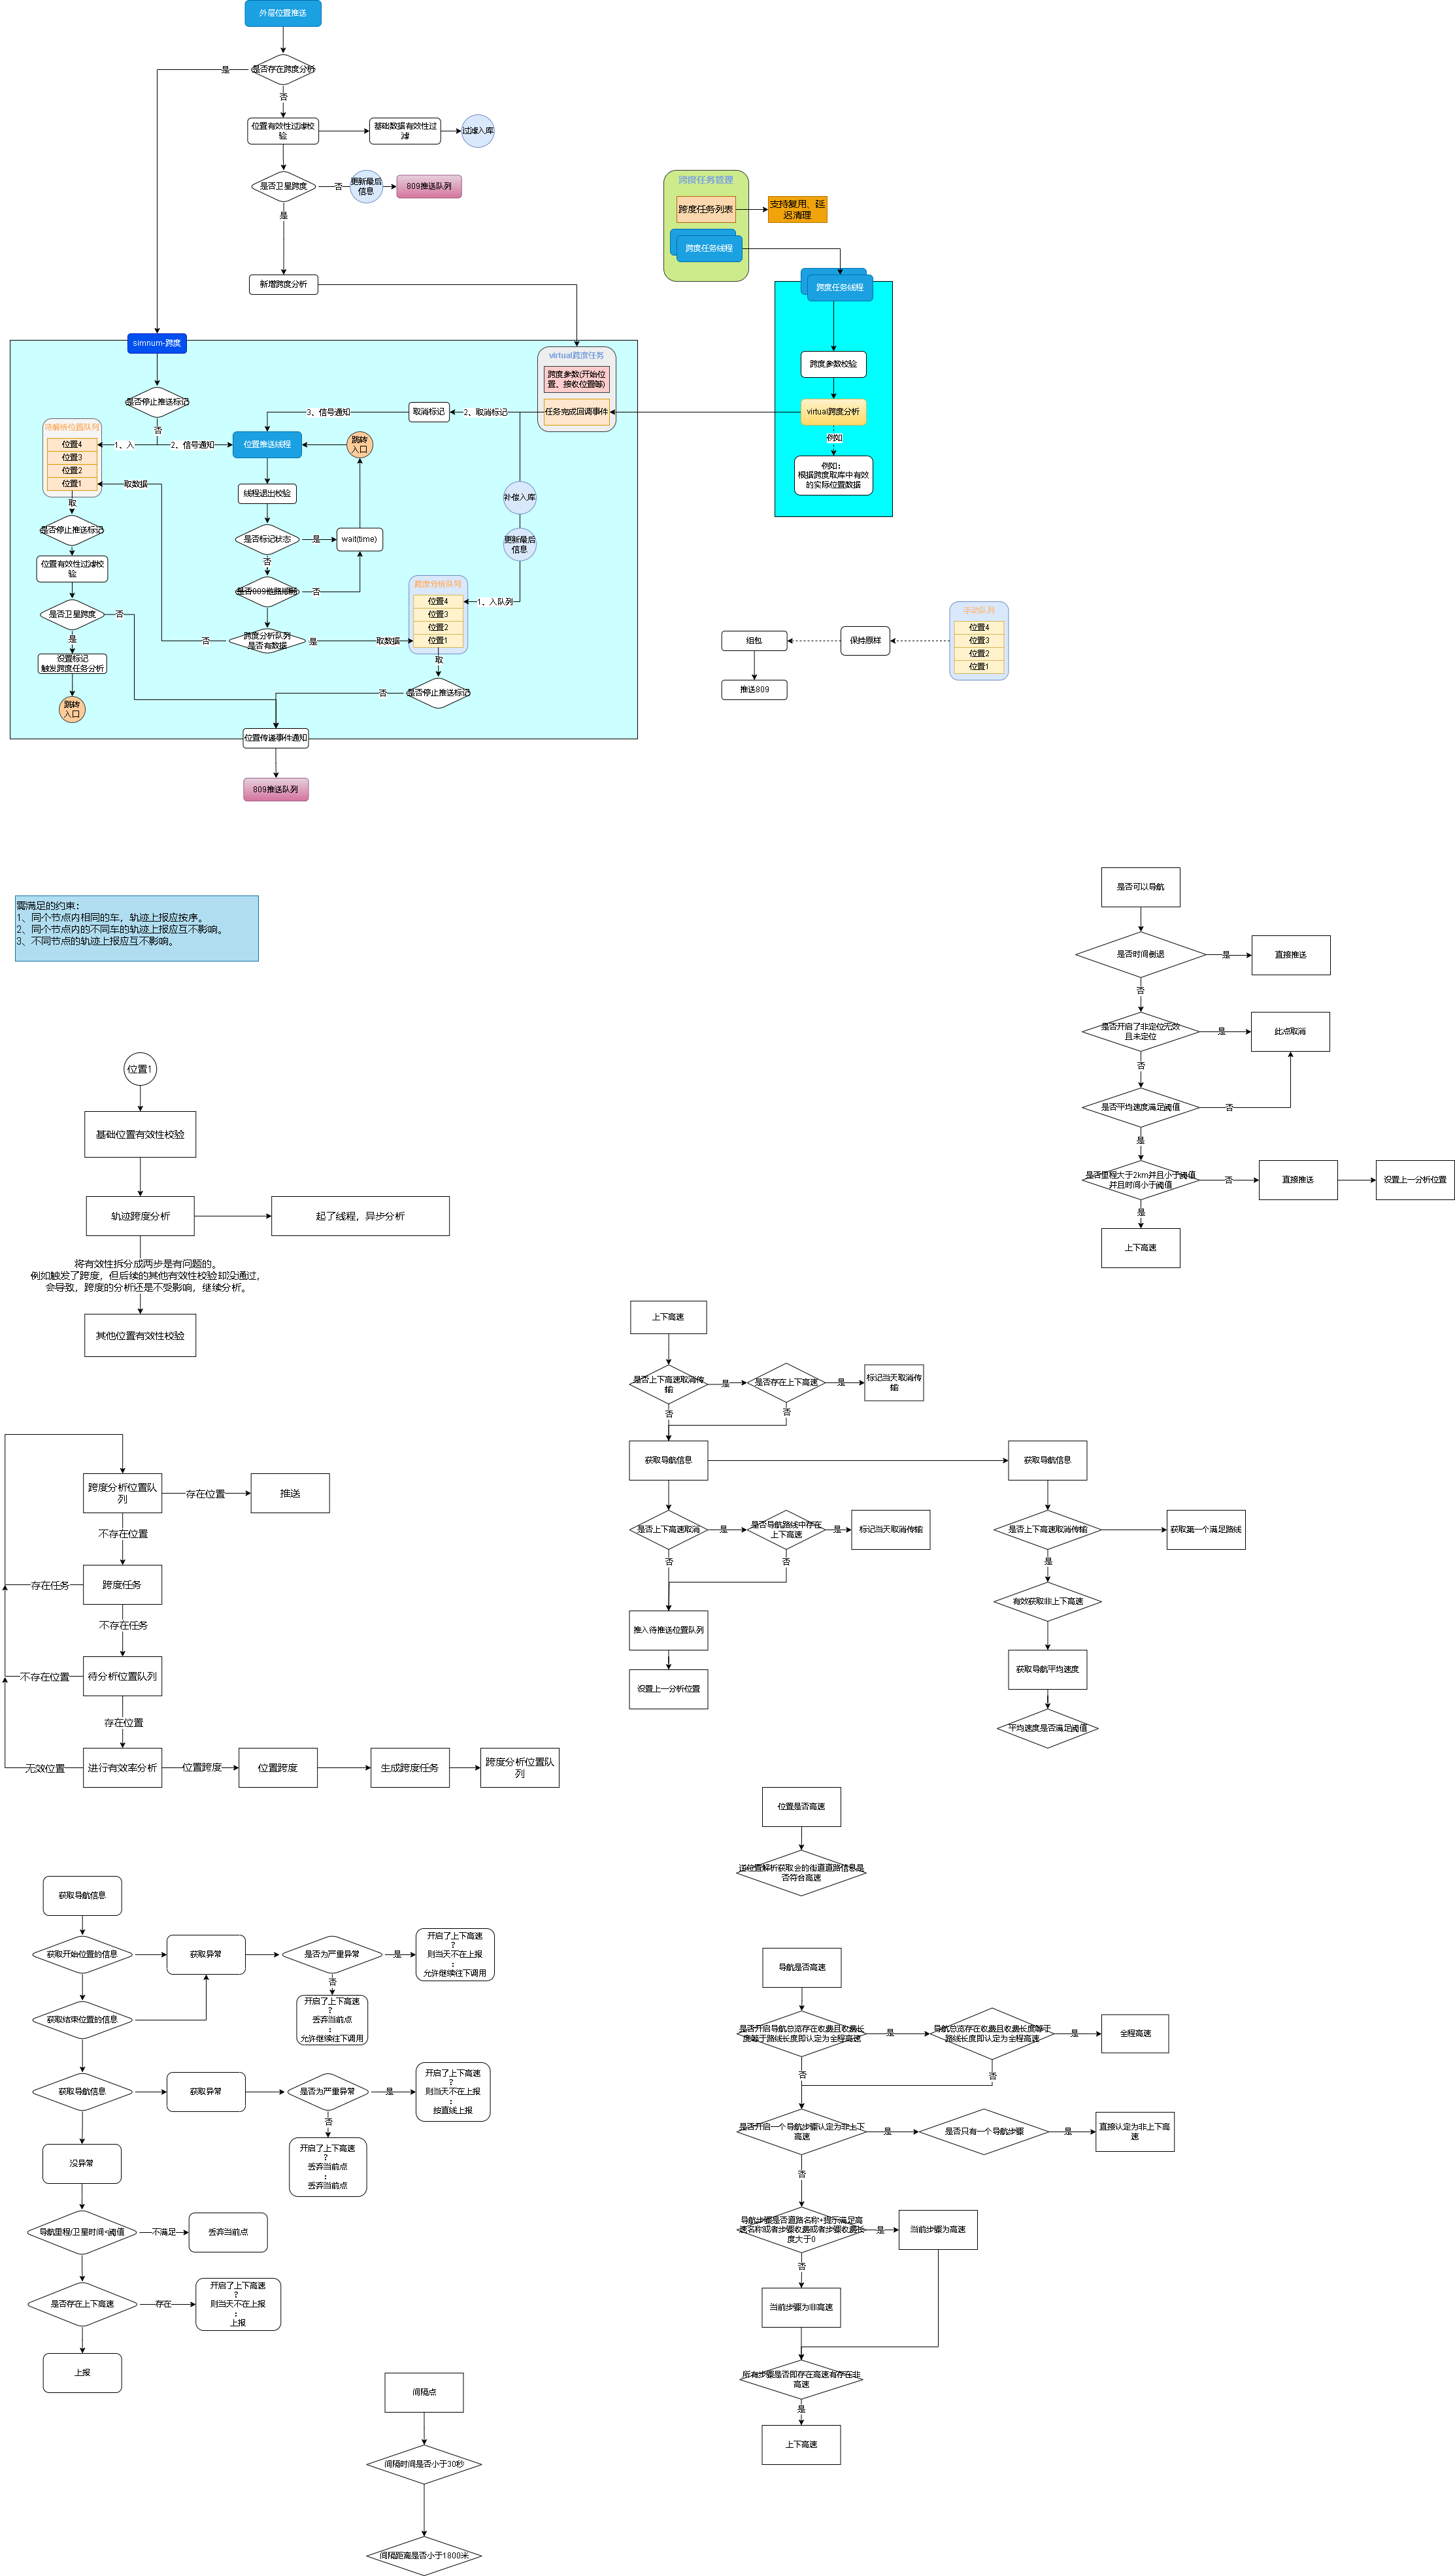 外层位置推送
是否存在跨度分析
是
否
位置有效性过滤校
验
基础数据有效性过
滤
过滤入库
是否卫星跨度
否
更新最后
信息
809推送队列
是
新增跨度分析
跨度任务管理
跨度任务列表
支持复用、延
迟清理
跨度任务线程
跨度任务线程
跨度参数校验
virtual跨度分析
例如
例如：
根据跨度取库中有效
的实际位置数据
simnum-跨度
是否停止推送标记
否
待解析位置队列
位置4
位置3
位置2
位置1
1、入
2、信号通知
取
是否停止推送标记
位置有效性过滤校
验
是否卫星跨度
否
是
设置标记
触发跨度任务分析
跳转
入口
virtual跨度任务
跨度参数(开始位
置、接收位置等)
任务完成回调事件
2、取消标记
取消标记
3、信号通知
位置推送线程
跳转
入口
取数据
线程退出校验
是否标记状态
是
wait(time)
否
是否809链路顺畅
否
跨度分析队列
是否有数据
否
是
取数据
补偿入库
更新最后
信息
1、入队列
跨度分析队列
位置4
位置3
位置2
位置1
取
是否停止推送标记
否
位置传递事件通知
809推送队列
手动队列
位置4
位置3
位置2
位置1
保持原样
组包
推送809
需满足的约束：
1、同个节点内相同的车，轨迹上报应按序。
2、同个节点内的不同车的轨迹上报应互不影响。
3、不同节点的轨迹上报应互不影响。
是否可以导航
是否时间倒退
是
直接推送
否
是否开启了非定位无效
且未定位
是
此点取消
否
是否平均速度满足阈值
否
是
是否里程大于2km并且小于阈值
并且时间小于阈值
否
直接推送
设置上一分析位置
是
上下高速
位置1
基础位置有效性校验
轨迹跨度分析
起了线程，异步分析
将有效性拆分成两步是有问题的。
例如触发了跨度，但后续的其他有效性校验却没通过，
会导致，跨度的分析还是不受影响，继续分析。
其他位置有效性校验
上下高速
是否上下高速取消传
输
是
是否存在上下高速
是
标记当天取消传
输
否
否
获取导航信息
获取导航信息
是否上下高速取消
是
是否导航路线中存在
上下高速
是
标记当天取消传输
否
否
推入待推送位置队列
设置上一分析位置
是否上下高速取消传输
获取第一个满足路线
是
有效获取非上下高速
获取导航平均速度
平均速度是否满足阈值
跨度分析位置队
列
存在位置
推送
不存在位置
跨度任务
存在任务
不存在任务
待分析位置队列
不存在位置
存在位置
进行有效率分析
无效位置
位置跨度
位置跨度
生成跨度任务
跨度分析位置队
列
位置是否高速
逆位置解析获取会的街道道路信息是
否符合高速
获取导航信息
获取开始位置的信息
获取异常
是否为严重异常
是
开启了上下高速
?
则当天不在上报
:
允许继续往下调用
否
开启了上下高速
?
丢弃当前点
:
允许继续往下调用
获取结束位置的信息
获取导航信息
获取异常
是否为严重异常
是
开启了上下高速
?
则当天不在上报
:
按直线上报
否
开启了上下高速
?
丢弃当前点
:
丢弃当前点
没异常
导航里程/卫星时间<阈值
不满足
丢弃当前点
是否存在上下高速
存在
开启了上下高速
?
则当天不在上报
:
上报
上报
导航是否高速
是否开启导航总览存在收费且收费长
度等于路线长度即认定为全程高速
是
导航总览存在收费且收费长度等于
路线长度即认定为全程高速
是
全程高速
否
否
是否开启一个导航步骤认定为非上下
高速
是
是否只有一个导航步骤
是
直接认定为非上下高
速
否
导航步骤是否道路名称+提示满足高
速名称或者步骤收费或者步骤收费长
度大于0
是
当前步骤为高速
否
当前步骤为非高速
所有步骤是否即存在高速有存在非
高速
是
上下高速
间隔点
间隔时间是否小于30秒
间隔距离是否小于1800米